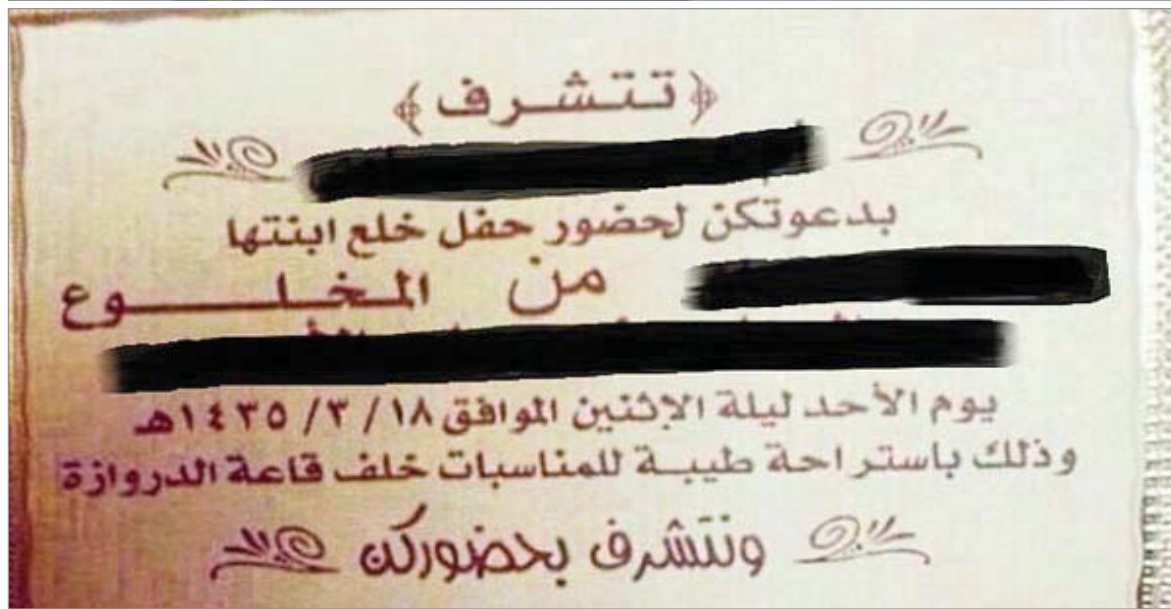 ﴿تتشرف﴾
بدعوتكن لحضور حفل خلع ابنتها
من المخلـــــــوع
يوم الأحد ليلة الإثنين الموافق ١٨ / ٣ / ١٤٣٥هـ
وذلك باستراحة طيبة للمناسبات خلف قاعة الدروازة
ونتشرف بحضوركن